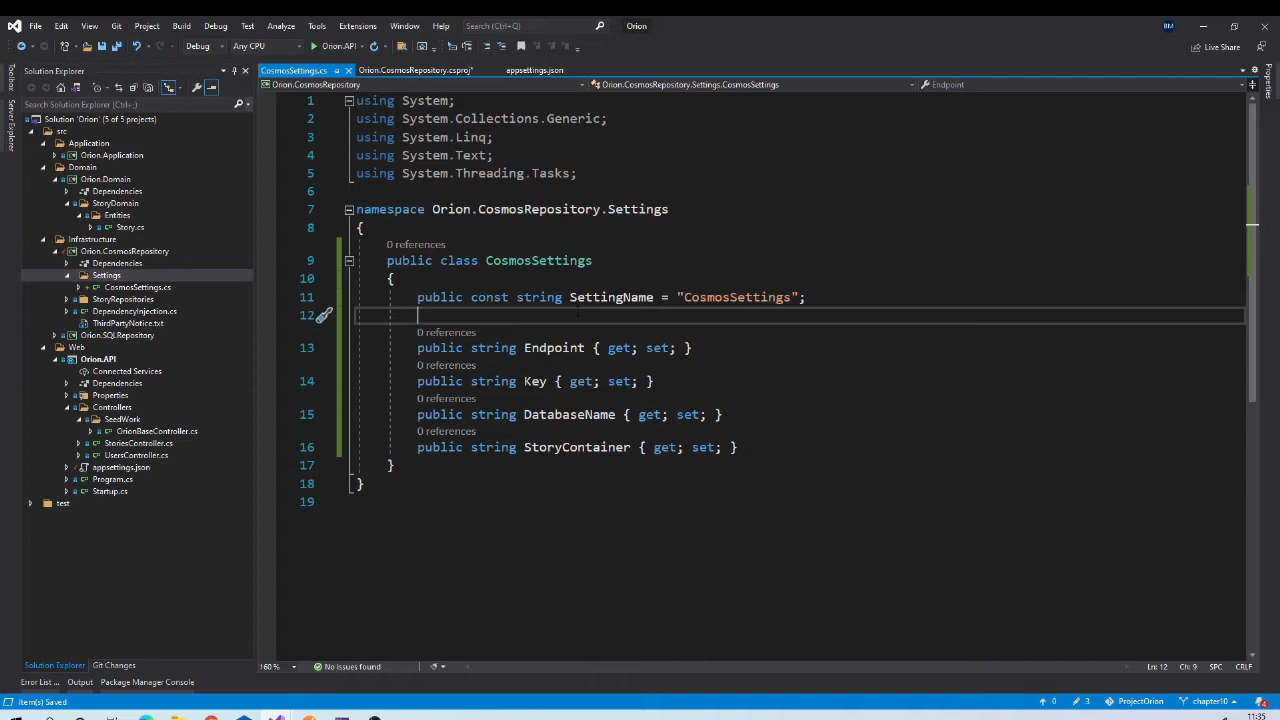 File Edit View Git Project Build Debug Test Analyze Tools Extensions Window Help Search (Ctrl+Q) Orion BM
Debug Any CPU Orion.API Live Share
Toolbox
Server Explorer
Properties
Solution Explorer
Search Solution Explorer (Ctrl+;)
Solution 'Orion' (5 of 5 projects)
src
Application
Orion.Application
Domain
Orion.Domain
Dependencies
StoryDomain
Entities
Story.cs
Infrastructure
Orion.CosmosRepository
Dependencies
Settings
CosmosSettings.cs
StoryRepositories
DependencyInjection.cs
ThirdPartyNotice.txt
Orion.SQLRepository
Web
Orion.API
Connected Services
Dependencies
Properties
Controllers
SeedWork
OrionBaseController.cs
StoriesController.cs
UsersController.cs
appsettings.json
Program.cs
Startup.cs
test
Solution Explorer Git Changes
CosmosSettings.cs Orion.CosmosRepository.csproj* appsettings.json
Orion.CosmosRepository Orion.CosmosRepository.Settings.CosmosSettings Endpoint
1 using System;
2 using System.Collections.Generic;
3 using System.Linq;
4 using System.Text;
5 using System.Threading.Tasks;
6
7 namespace Orion.CosmosRepository.Settings
8 {
0 references
9 public class CosmosSettings
10 {
11 public const string SettingName = "CosmosSettings";
12
0 references
13 public string Endpoint { get; set; }
0 references
14 public string Key { get; set; }
0 references
15 public string DatabaseName { get; set; }
0 references
16 public string StoryContainer { get; set; }
17 }
18 }
19
160 % No issues found Ln: 12 Ch: 9 SPC CRLF
Error List ... Output Package Manager Console
Item(s) Saved 0 3 ProjectOrion chapter10 4
11:35